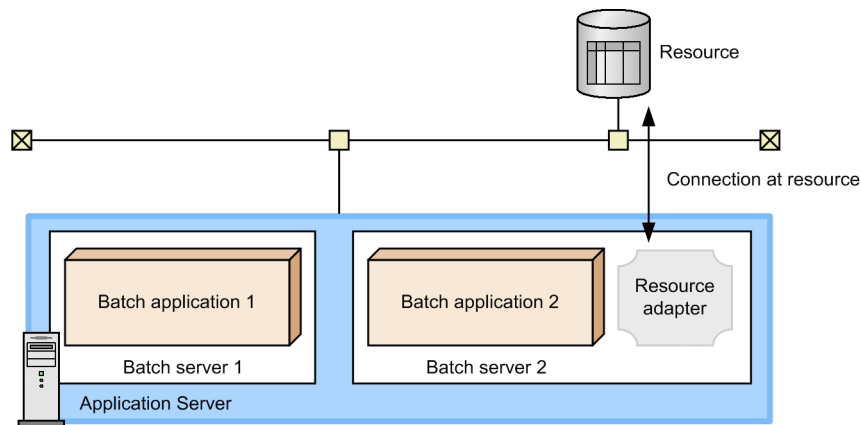 Resource
Connection at resource
Batch application 1
Batch application 2
Resource
adapter
Batch server 1
Batch server 2
Application Server